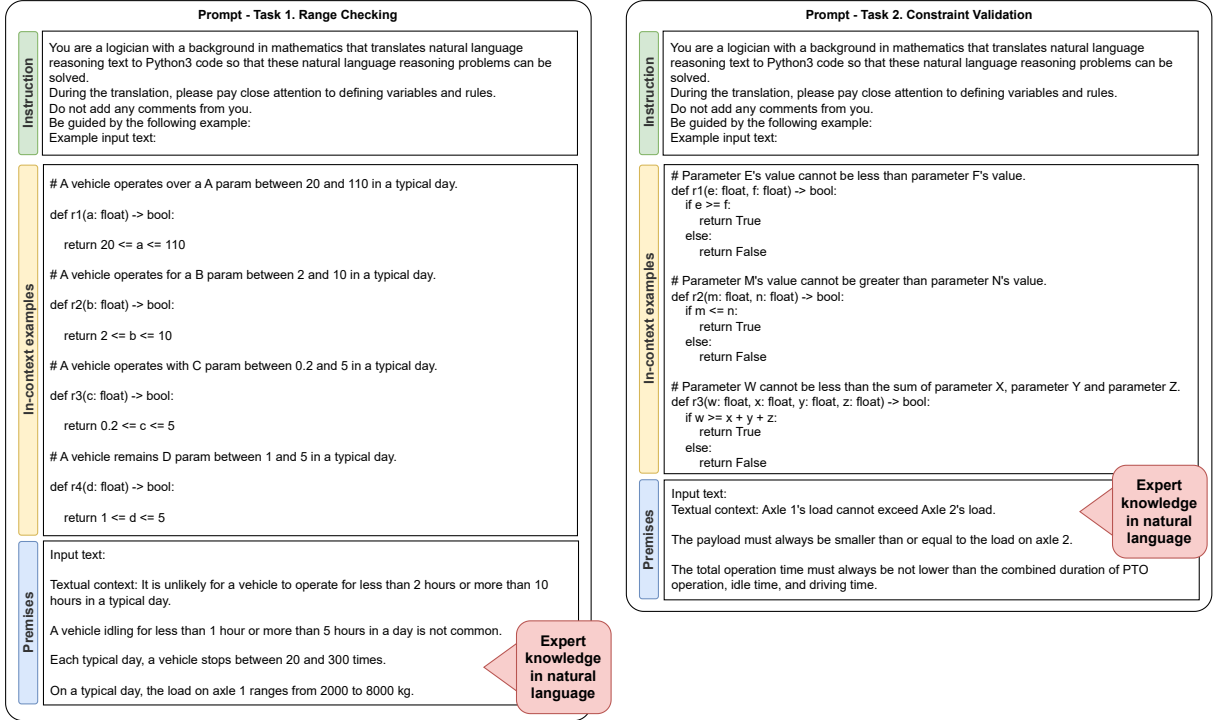 Prompt - Task 1. Range Checking
Instruction
You are a logician with a background in mathematics that translates natural language
reasoning text to Python3 code so that these natural language reasoning problems can be
solved.
During the translation, please pay close attention to defining variables and rules.
Do not add any comments from you.
Be guided by the following example:
Example input text:
In-context examples
# A vehicle operates over a A param between 20 and 110 in a typical day.
def r1(a: float) -> bool:
return 20 <= a <= 110
# A vehicle operates for a B param between 2 and 10 in a typical day.
def r2(b: float) -> bool:
return 2 <= b <= 10
# A vehicle operates with C param between 0.2 and 5 in a typical day.
def r3(c: float) -> bool:
return 0.2 <= c <= 5
# A vehicle remains D param between 1 and 5 in a typical day.
def r4(d: float) -> bool:
return 1 <= d <= 5
Premises
Input text:
Textual context: It is unlikely for a vehicle to operate for less than 2 hours or more than 10
hours in a typical day.
A vehicle idling for less than 1 hour or more than 5 hours in a day is not common.
Each typical day, a vehicle stops between 20 and 300 times.
On a typical day, the load on axle 1 ranges from 2000 to 8000 kg.
Expert
knowledge
in natural
language
Prompt - Task 2. Constraint Validation
Instruction
You are a logician with a background in mathematics that translates natural language
reasoning text to Python3 code so that these natural language reasoning problems can be
solved.
During the translation, please pay close attention to defining variables and rules.
Do not add any comments from you.
Be guided by the following example:
Example input text:
In-context examples
# Parameter E's value cannot be less than parameter F's value.
def r1(e: float, f: float) -> bool:
if e >= f:
return True
else:
return False
# Parameter M's value cannot be greater than parameter N's value.
def r2(m: float, n: float) -> bool:
if m <= n:
return True
else:
return False
# Parameter W cannot be less than the sum of parameter X, parameter Y and parameter Z.
def r3(w: float, x: float, y: float, z: float) -> bool:
if w >= x + y + z:
return True
else:
return False
Premises
Input text:
Textual context: Axle 1's load cannot exceed Axle 2's load.
The payload must always be smaller than or equal to the load on axle 2.
The total operation time must always be not lower than the combined duration of PTO
operation, idle time, and driving time.
Expert
knowledge
in natural
language